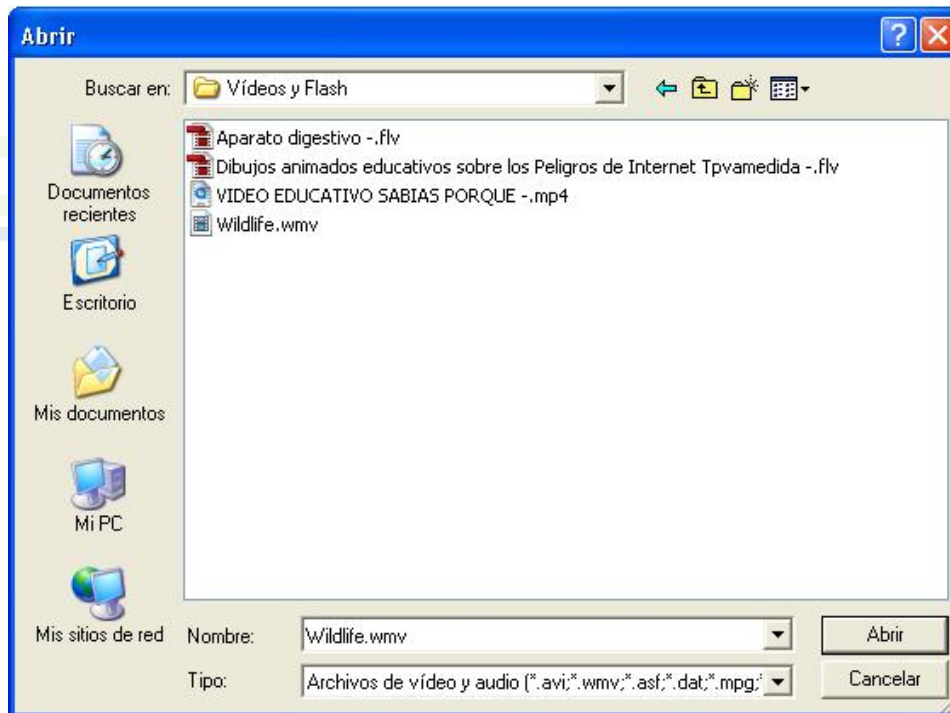 Abrir
Buscar en: Vídeos y Flash
Documentos recientes
Escritorio
Mis documentos
Mi PC
Mis sitios de red
Aparato digestivo -.flv
Dibujos animados educativos sobre los Peligros de Internet Tpvamedida -.flv
VIDEO EDUCATIVO SABIAS PORQUE -.mp4
Wildlife.wmv
Nombre: Wildlife.wmv
Abrir
Tipo: Archivos de vídeo y audio (*.avi;*.wmv;*.asf;*.dat;*.mpg;*
Cancelar